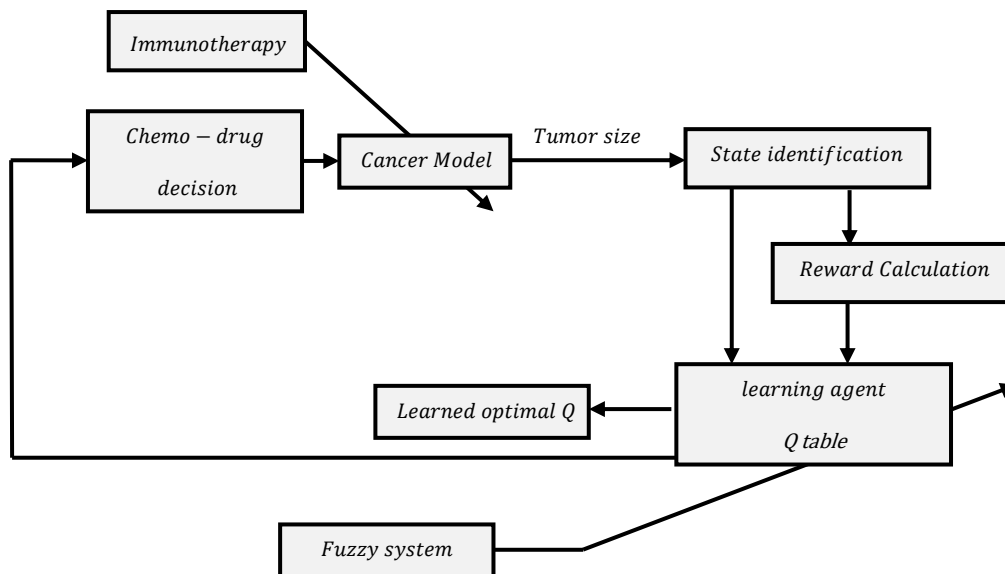 Immunotherapy
Chemo − drug
decision
Cancer Model
Tumor size
State identification
Reward Calculation
learning agent
Q table
Learned optimal Q
Fuzzy system